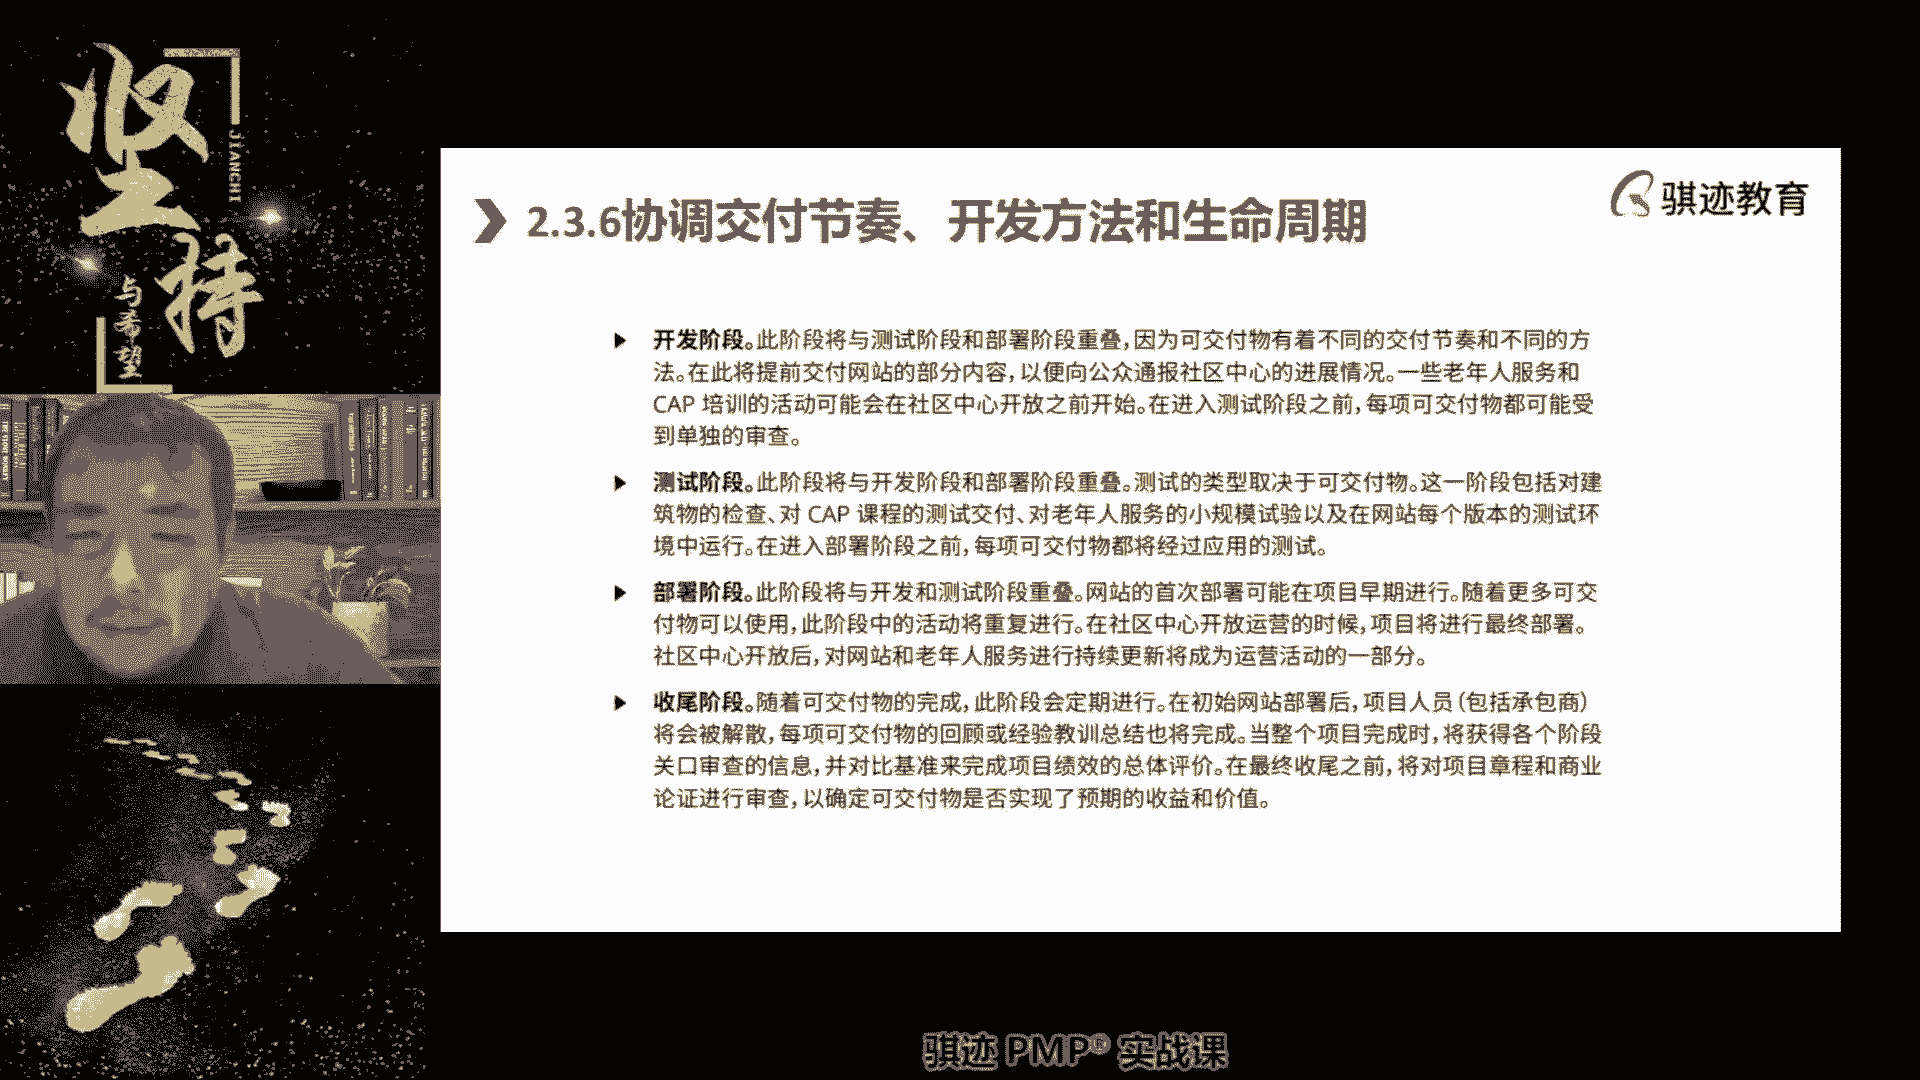 坚持
JIANCHI
与希望
骐迹教育
2.3.6协调交付节奏、开发方法和生命周期
开发阶段。此阶段将与测试阶段和部署阶段重叠，因为可交付物有着不同的交付节奏和不同的方
法。在此将提前交付网站的部分内容，以便向公众通报社区中心的进展情况。一些老年人服务和
CAP 培训的活动可能会在社区中心开放之前开始。在进入测试阶段之前，每项可交付物都可能受
到单独的审查。
测试阶段。此阶段将与开发阶段和部署阶段重叠。测试的类型取决于可交付物。这一阶段包括对建
筑物的检查、对 CAP 课程的测试交付、对老年人服务的小规模试验以及在网站每个版本的测试环
境中运行。在进入部署阶段之前，每项可交付物都将经过应用的测试。
部署阶段。此阶段将与开发和测试阶段重叠。网站的首次部署可能在项目早期进行。随着更多可交
付物可以使用，此阶段中的活动将重复进行。在社区中心开放运营的时候，项目将进行最终部署。
社区中心开放后，对网站和老年人服务进行持续更新将成为运营活动的一部分。
收尾阶段。随着可交付物的完成，此阶段会定期进行。在初始网站部署后，项目人员（包括承包商）
将会被解散，每项可交付物的回顾或经验教训总结也将完成。当整个项目完成时，将获得各个阶段
关口审查的信息，并对比基准来完成项目绩效的总体评价。在最终收尾之前，将对项目章程和商业
论证进行审查，以确定可交付物是否实现了预期的收益和价值。
骐迹 PMP® 实战课